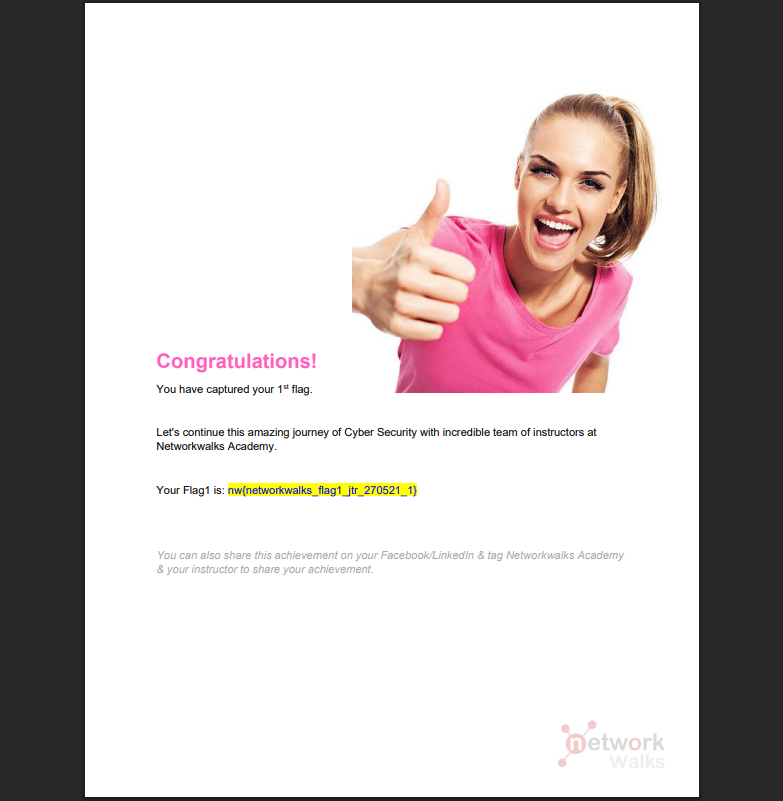 Congratulations!
You have captured your 1st flag.
Let's continue this amazing journey of Cyber Security with incredible team of instructors at
Networkwalks Academy.
Your Flag1 is: nw{networkwalks_flag1_jtr_270521_1}
You can also share this achievement on your Facebook/LinkedIn & tag Networkwalks Academy
& your instructor to share your achievement.
network
Walks